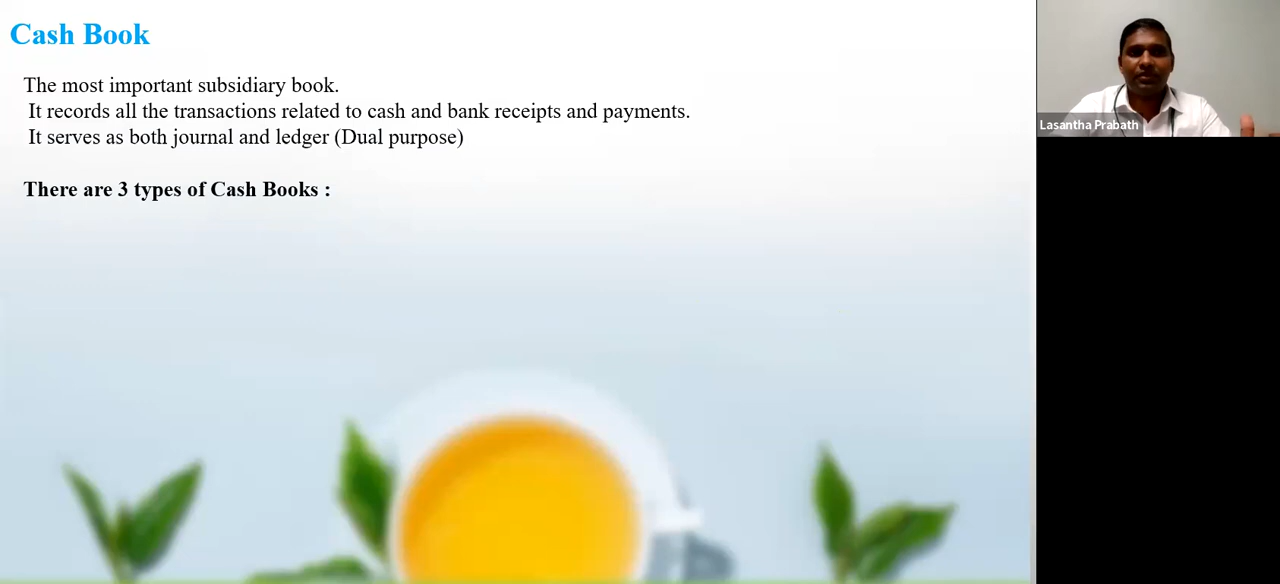 Cash Book
The most important subsidiary book.
It records all the transactions related to cash and bank receipts and payments.
It serves as both journal and ledger (Dual purpose)
There are 3 types of Cash Books :
Lasantha Prabath